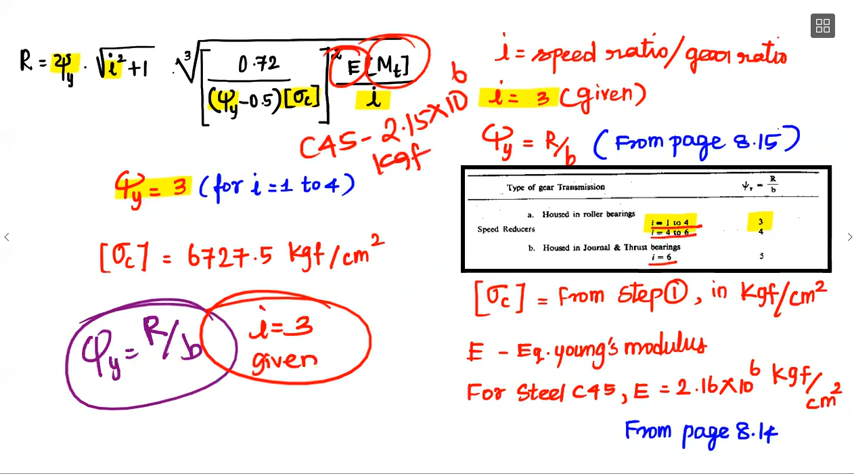 R = ψy · √i²+1 · ³√[0.72 / (ψy-0.5)[σc]]² E [Mt] / i
C45 - 2.15×10⁶
kgf
ψy = 3 (for i=1 to 4)
[σc] = 6727.5 kgf/cm²
ψy = R/b
i=3
given
i = speed ratio/gear ratio
i = 3 (given)
ψy = R/b (From page 8.15)
Type of gear Transmission ψy = R/b
a. Housed in roller bearings
Speed Reducers i = 1 to 4 3
i = 4 to 6 4
b. Housed in Journal & Thrust bearings
i = 6 5
[σc] = From Step ①, in kgf/cm²
E - Eq. young's modulus
For Steel C45, E = 2.16×10⁶ kgf/cm²
From page 8.14